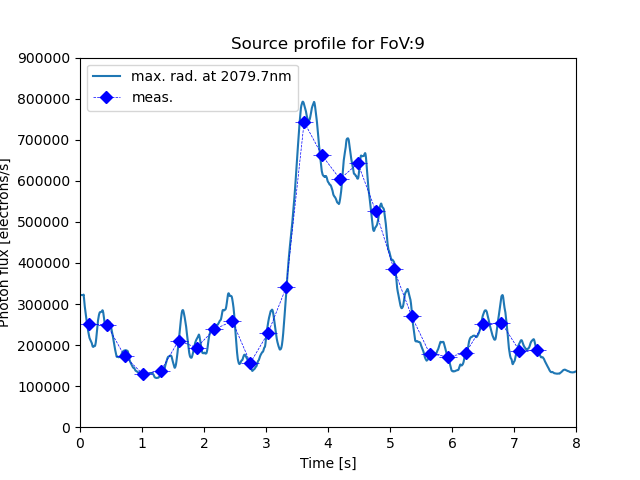 Source profile for FoV:9
max. rad. at 2079.7nm
meas.
Photon flux [electrons/s]
900000
800000
700000
600000
500000
400000
300000
200000
100000
0
0 1 2 3 4 5 6 7 8
Time [s]